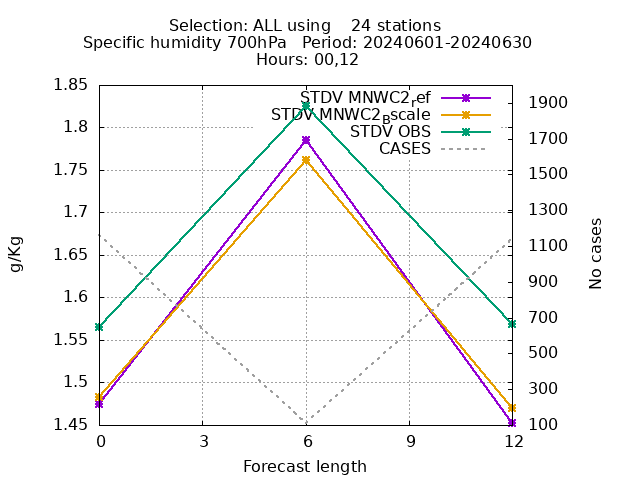 Selection: ALL using    24 stations
Specific humidity 700hPa   Period: 20240601-20240630
Hours: 00,12
STDV MNWC2ref
STDV MNWC2Bscale
STDV OBS
CASES
1.85
1.8
1.75
1.7
1.65
1.6
1.55
1.5
1.45
g/Kg
1900
1700
1500
1300
1100
900
700
500
300
100
No cases
0 3 6 9 12
Forecast length